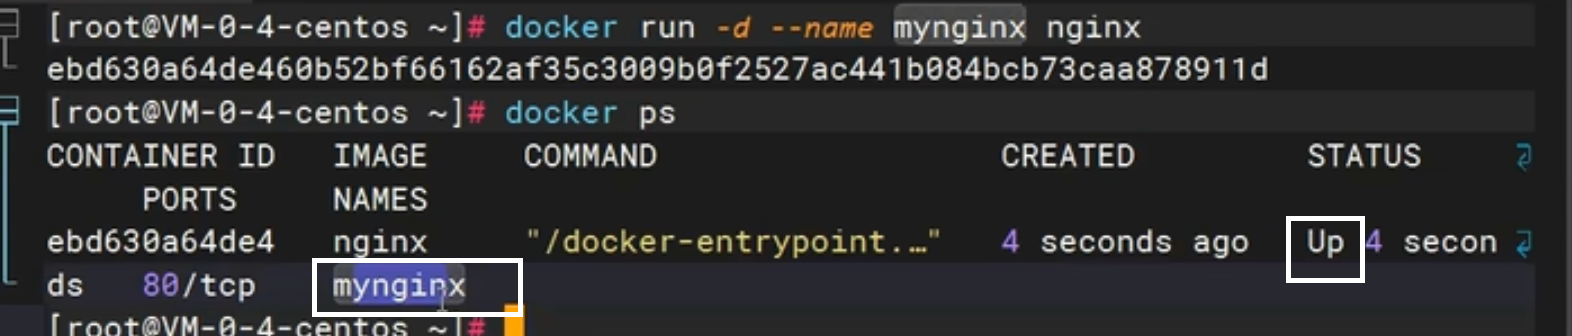 [root@VM-0-4-centos ~]# docker run -d --name mynginx nginx
ebd630a64de460b52bf66162af35c3009b0f2527ac441b084bcb73caa878911d
[root@VM-0-4-centos ~]# docker ps
CONTAINER ID   IMAGE     COMMAND                  CREATED         STATUS
PORTS     NAMES
ebd630a64de4   nginx     "/docker-entrypoint.…"   4 seconds ago   Up 4 secon
ds   80/tcp    mynginx
[root@VM-0-4-centos ~]#